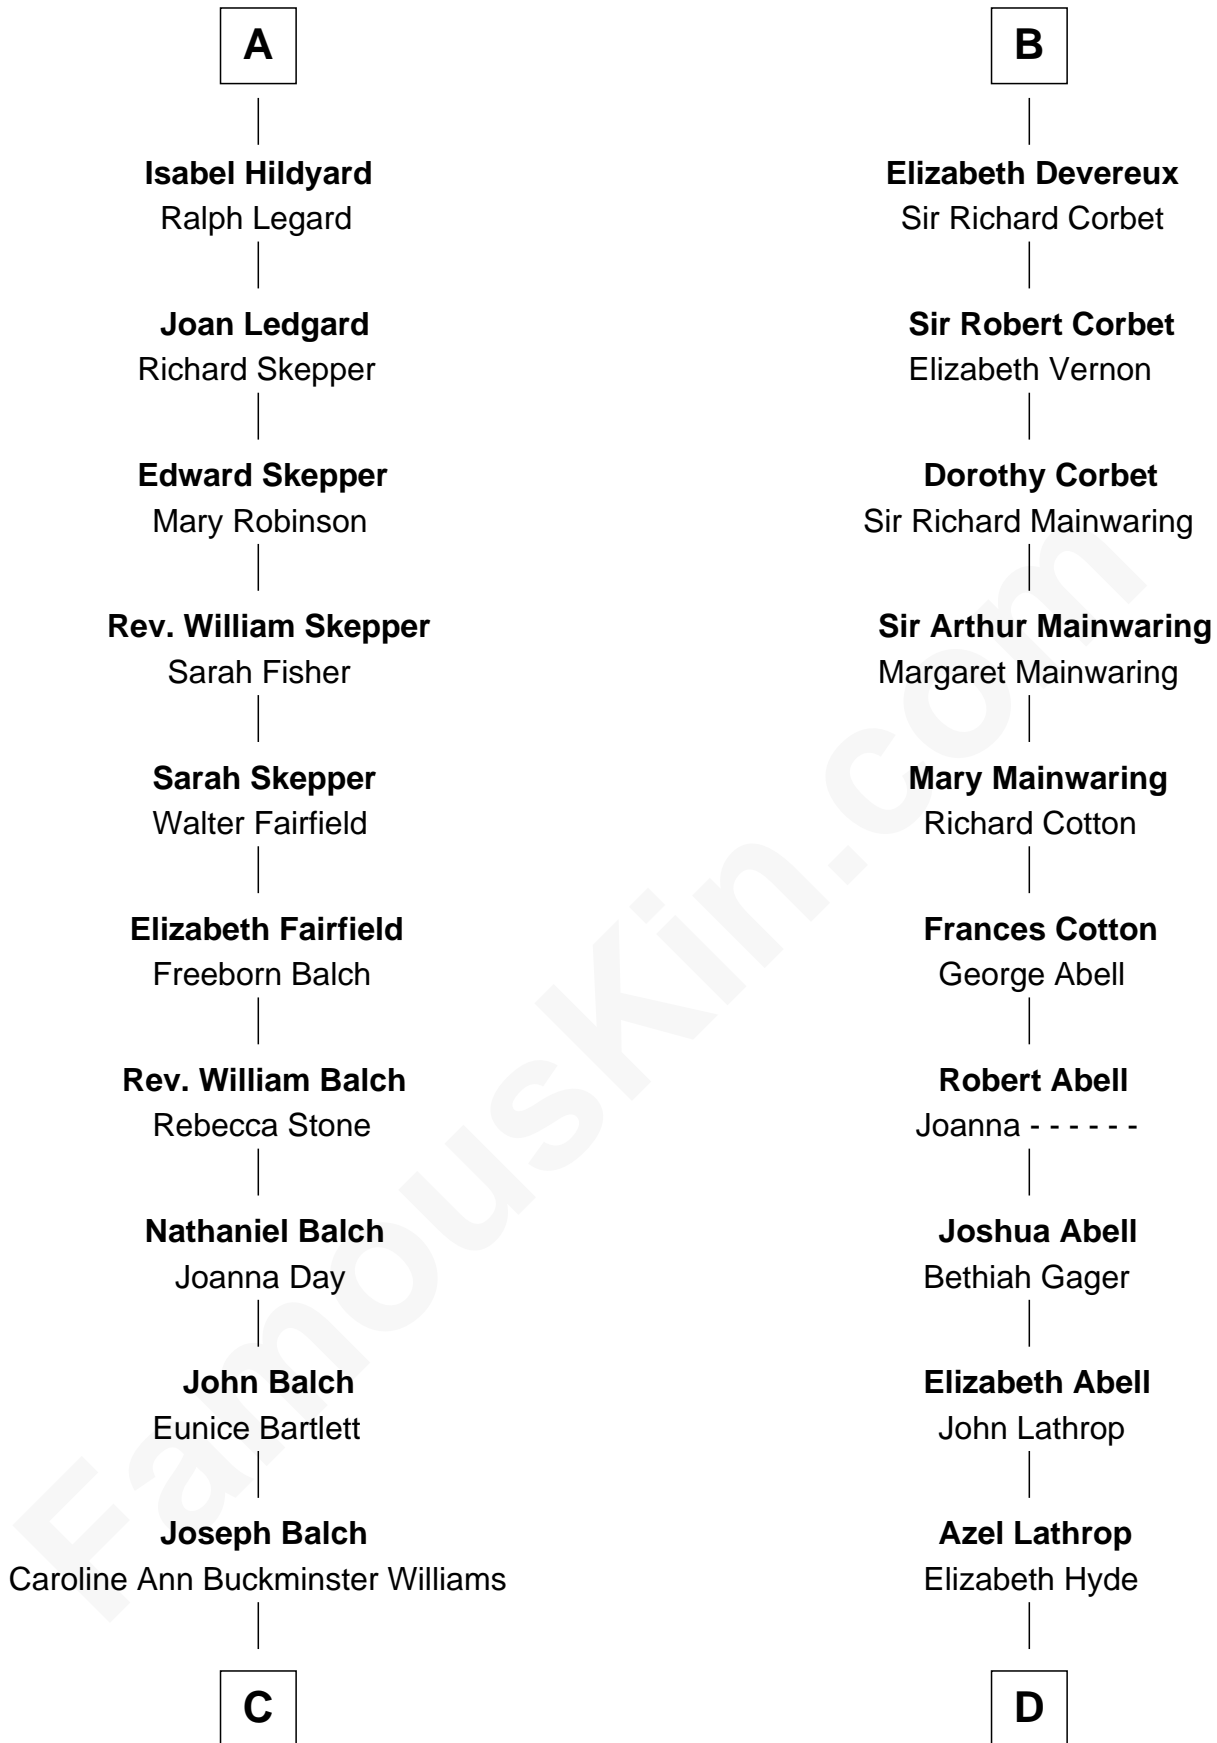 A
Isabel Hildyard
Ralph Legard
Joan Ledgard
Richard Skepper
Edward Skepper
Mary Robinson
Rev. William Skepper
Sarah Fisher
Sarah Skepper
Walter Fairfield
Elizabeth Fairfield
Freeborn Balch
Rev. William Balch
Rebecca Stone
Nathaniel Balch
Joanna Day
John Balch
Eunice Bartlett
Joseph Balch
Caroline Ann Buckminster Williams
C
B
Elizabeth Devereux
Sir Richard Corbet
Sir Robert Corbet
Elizabeth Vernon
Dorothy Corbet
Sir Richard Mainwaring
Sir Arthur Mainwaring
Margaret Mainwaring
Mary Mainwaring
Richard Cotton
Frances Cotton
George Abell
Robert Abell
Joanna - - - - - -
Joshua Abell
Bethiah Gager
Elizabeth Abell
John Lathrop
Azel Lathrop
Elizabeth Hyde
D
FamousKin.com